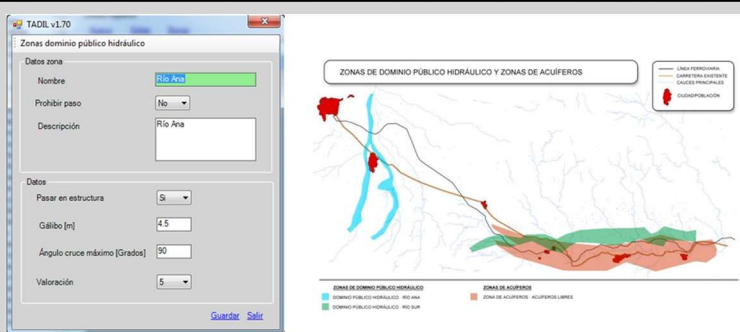 TADIL v1.70
Zonas dominio público hidráulico
Datos zona
Nombre
Río Ana
Prohibir paso
No
Descripción
Río Ana
Datos
Pasar en estructura
Si
Gálibo [m]
4.5
Ángulo cruce máximo [Grados]
90
Valoración
5
Guardar Salir
ZONAS DE DOMINIO PÚBLICO HIDRÁULICO Y ZONAS DE ACUÍFEROS
LÍNEA FERROVIARIA
CARRETERA EXISTENTE
CAUCES PRINCIPALES
CIUDAD/POBLACIÓN
ZONAS DE DOMINIO PÚBLICO HIDRÁULICO
DOMINIO PÚBLICO HIDRÁULICO - RÍO ANA
DOMINIO PÚBLICO HIDRÁULICO - RÍO SUR
ZONAS DE ACUÍFEROS
ZONA DE ACUÍFEROS - ACUÍFEROS LIBRES